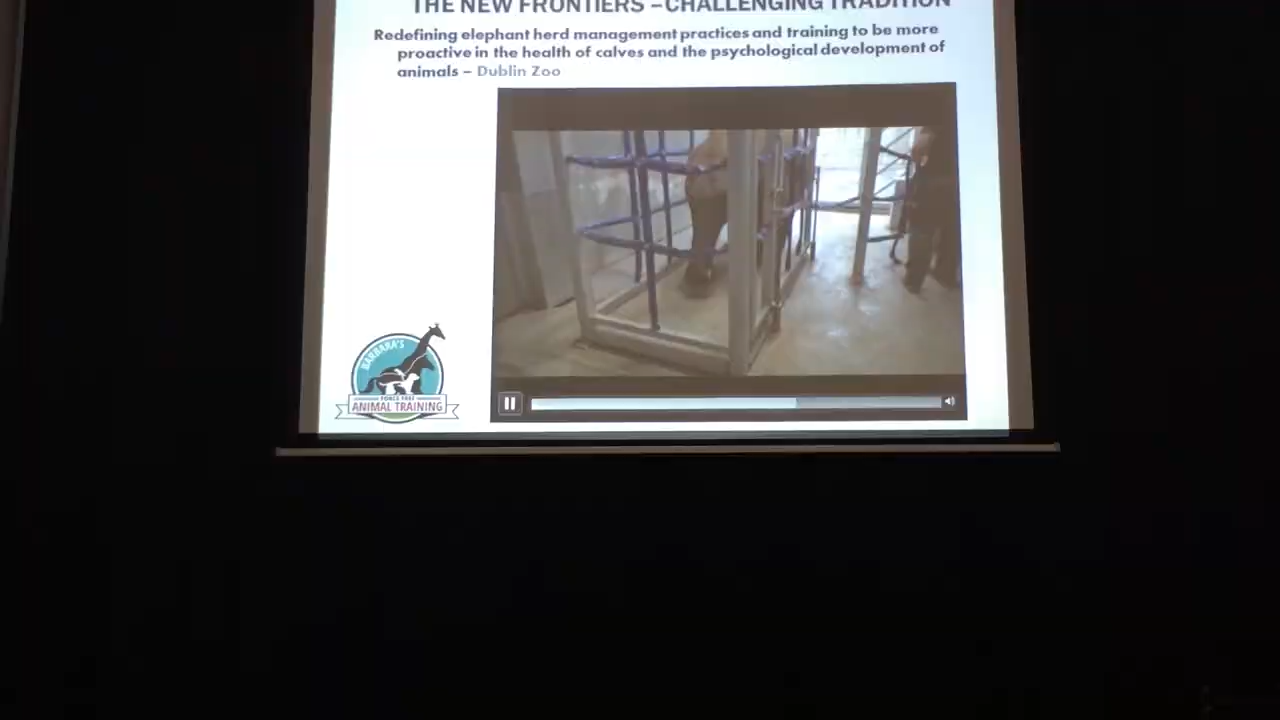 THE NEW FRONTIERS – CHALLENGING TRADITION
Redefining elephant herd management practices and training to be more
proactive in the health of calves and the psychological development of
animals – Dublin Zoo
BARBARA'S
FORCE FREE
ANIMAL TRAINING